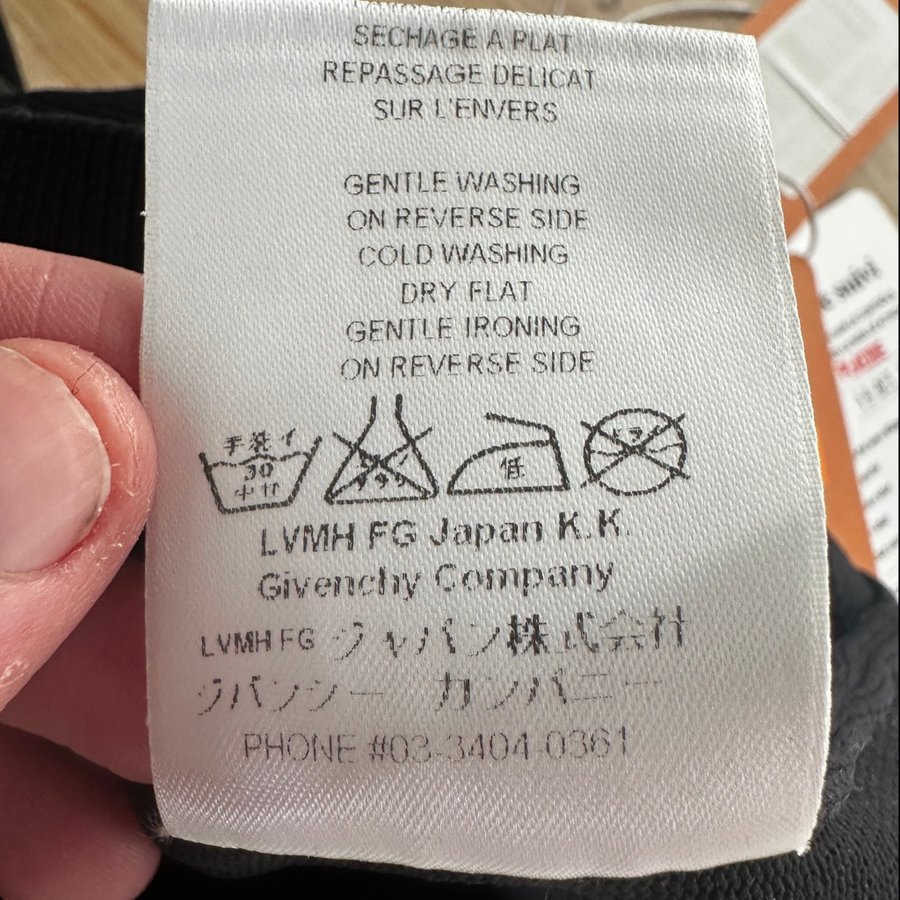 SECHAGE A PLAT
REPASSAGE DELICAT
SUR L'ENVERS
GENTLE WASHING
ON REVERSE SIDE
COLD WASHING
DRY FLAT
GENTLE IRONING
ON REVERSE SIDE
手洗イ
30
中性
低
LVMH FG Japan K.K.
Givenchy Company
LVMH FG ジャパン株式会社
ジバンシー カンパニー
PHONE #03-3404-0361
suivi